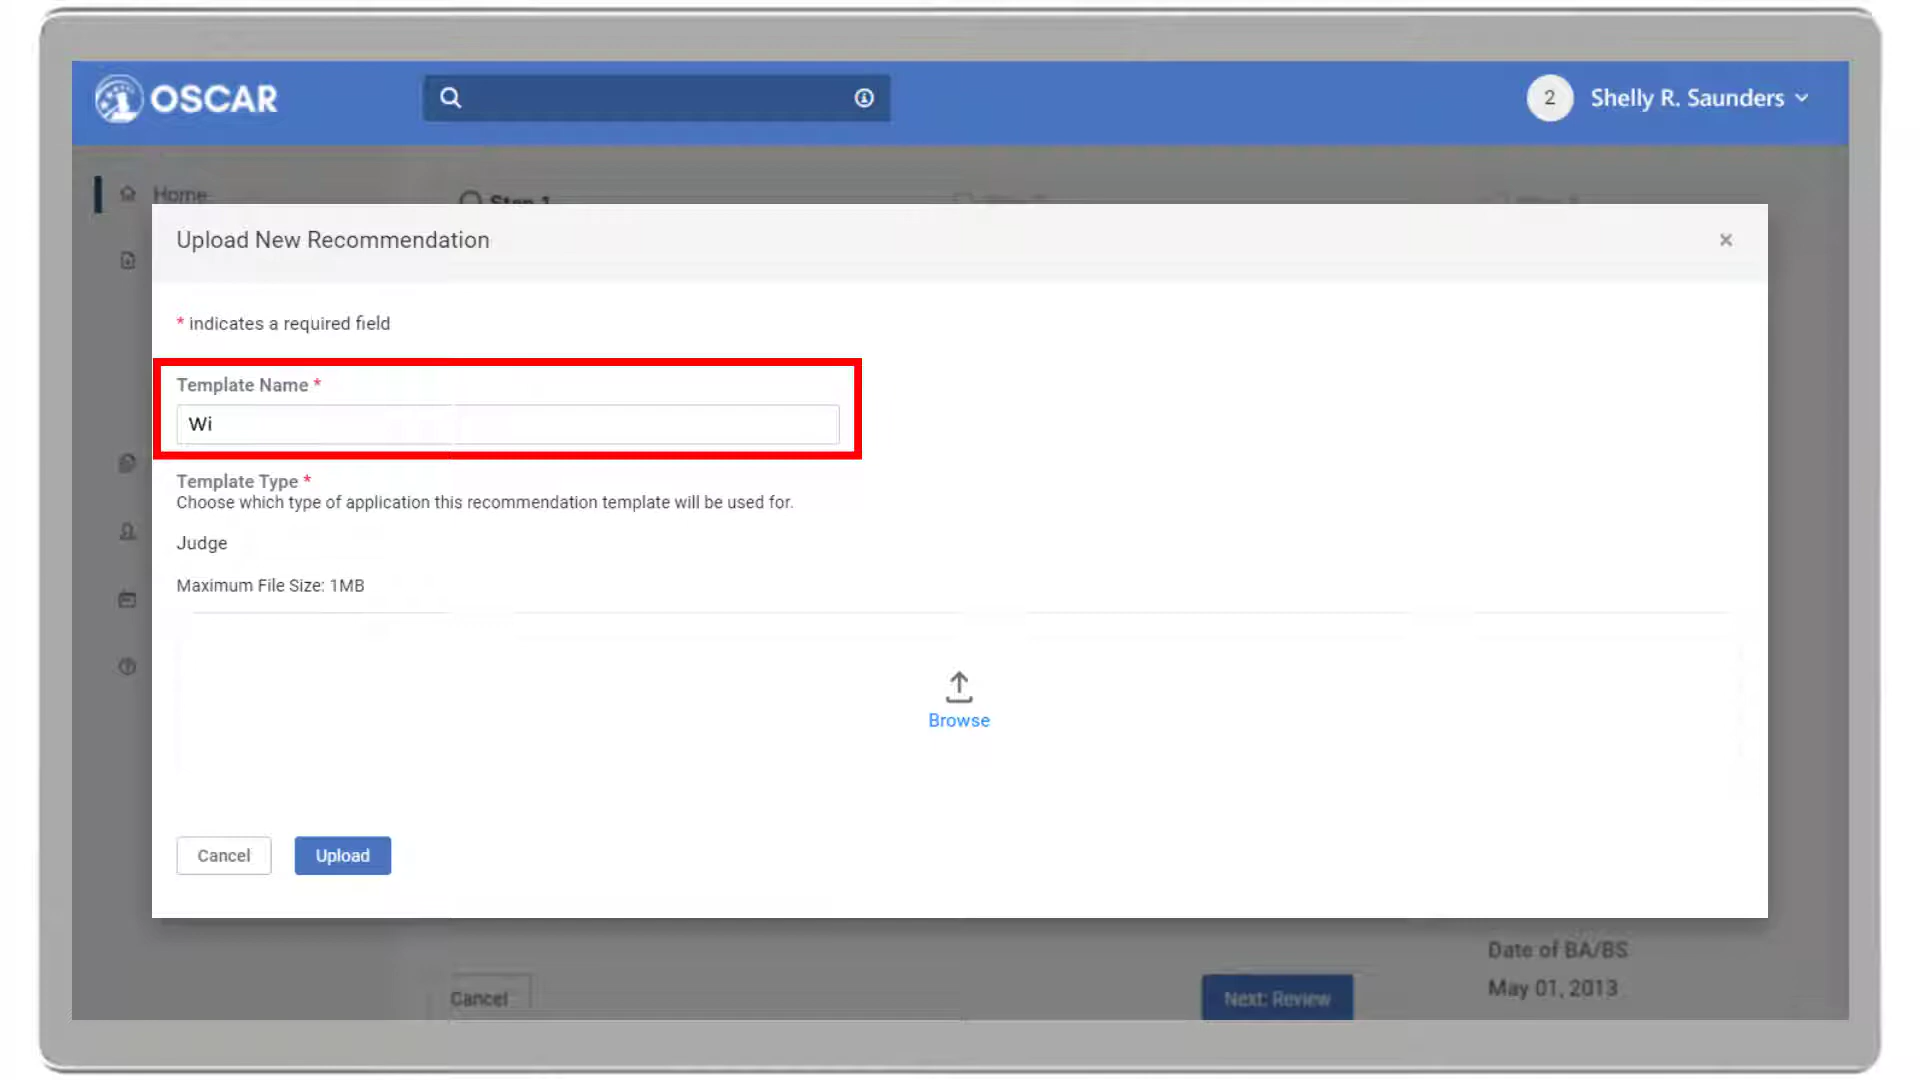 OSCAR
2
Shelly R. Saunders
Home
Step 1
Upload New Recommendation
×
* indicates a required field
Template Name *
Wi
Template Type *
Choose which type of application this recommendation template will be used for.
Judge
Maximum File Size: 1MB
Browse
Cancel
Upload
Date of BA/BS
May 01, 2013
Cancel
Next: Review